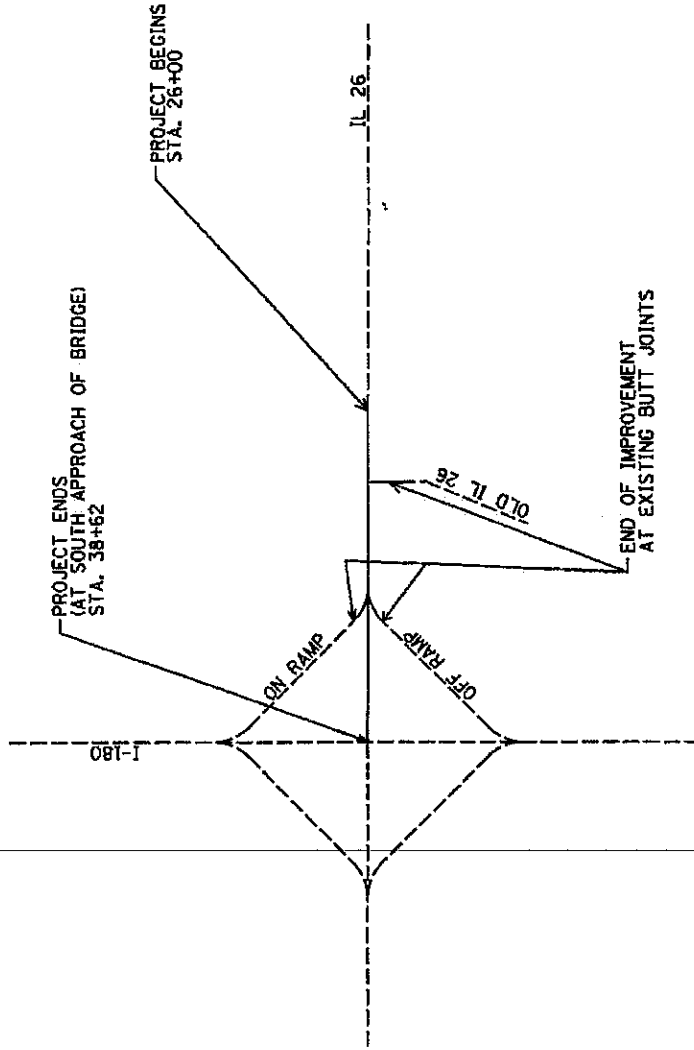 PROJECT BEGINS
STA. 26+00
IL 26
PROJECT ENDS
(AT SOUTH APPROACH OF BRIDGE)
STA. 38+62
OLD IL 26
END OF IMPROVEMENT
AT EXISTING BUTT JOINTS
ON RAMP
OFF RAMP
I-180